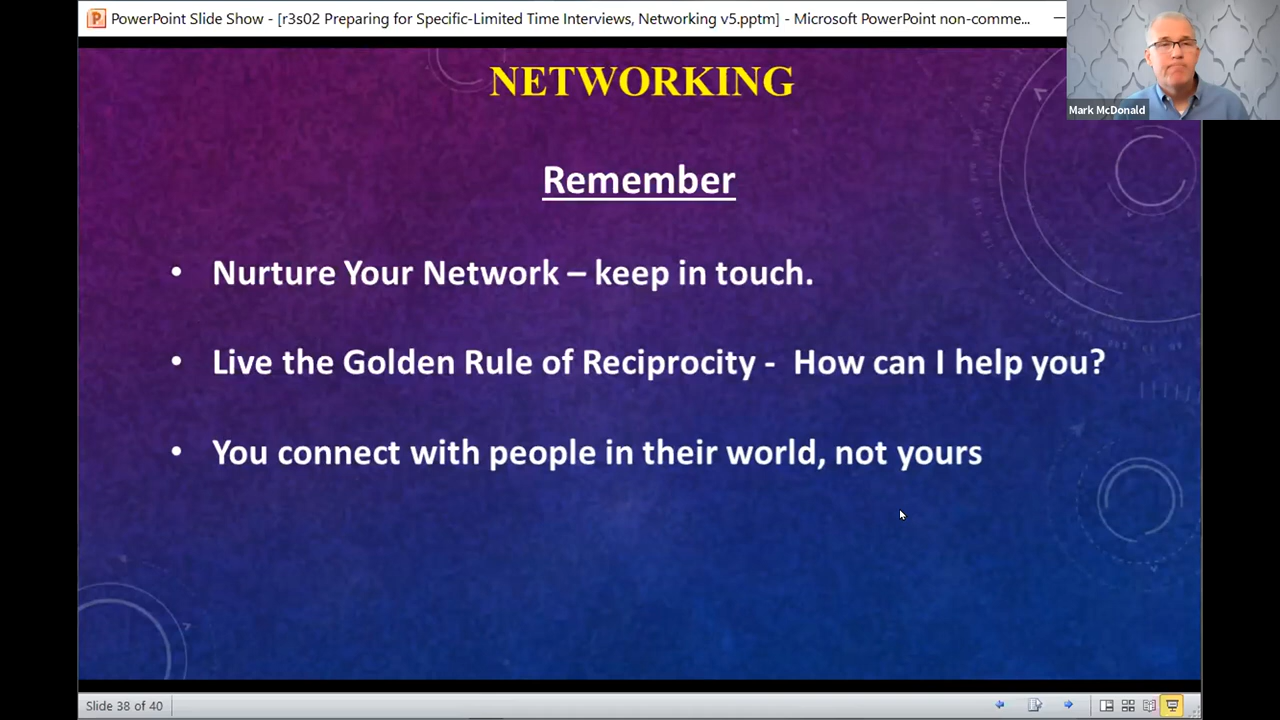 PowerPoint Slide Show - [r3s02 Preparing for Specific-Limited Time Interviews, Networking v5.pptm] - Microsoft PowerPoint non-comme...
Mark McDonald
NETWORKING
Remember
• Nurture Your Network – keep in touch.
• Live the Golden Rule of Reciprocity - How can I help you?
• You connect with people in their world, not yours
Slide 38 of 40